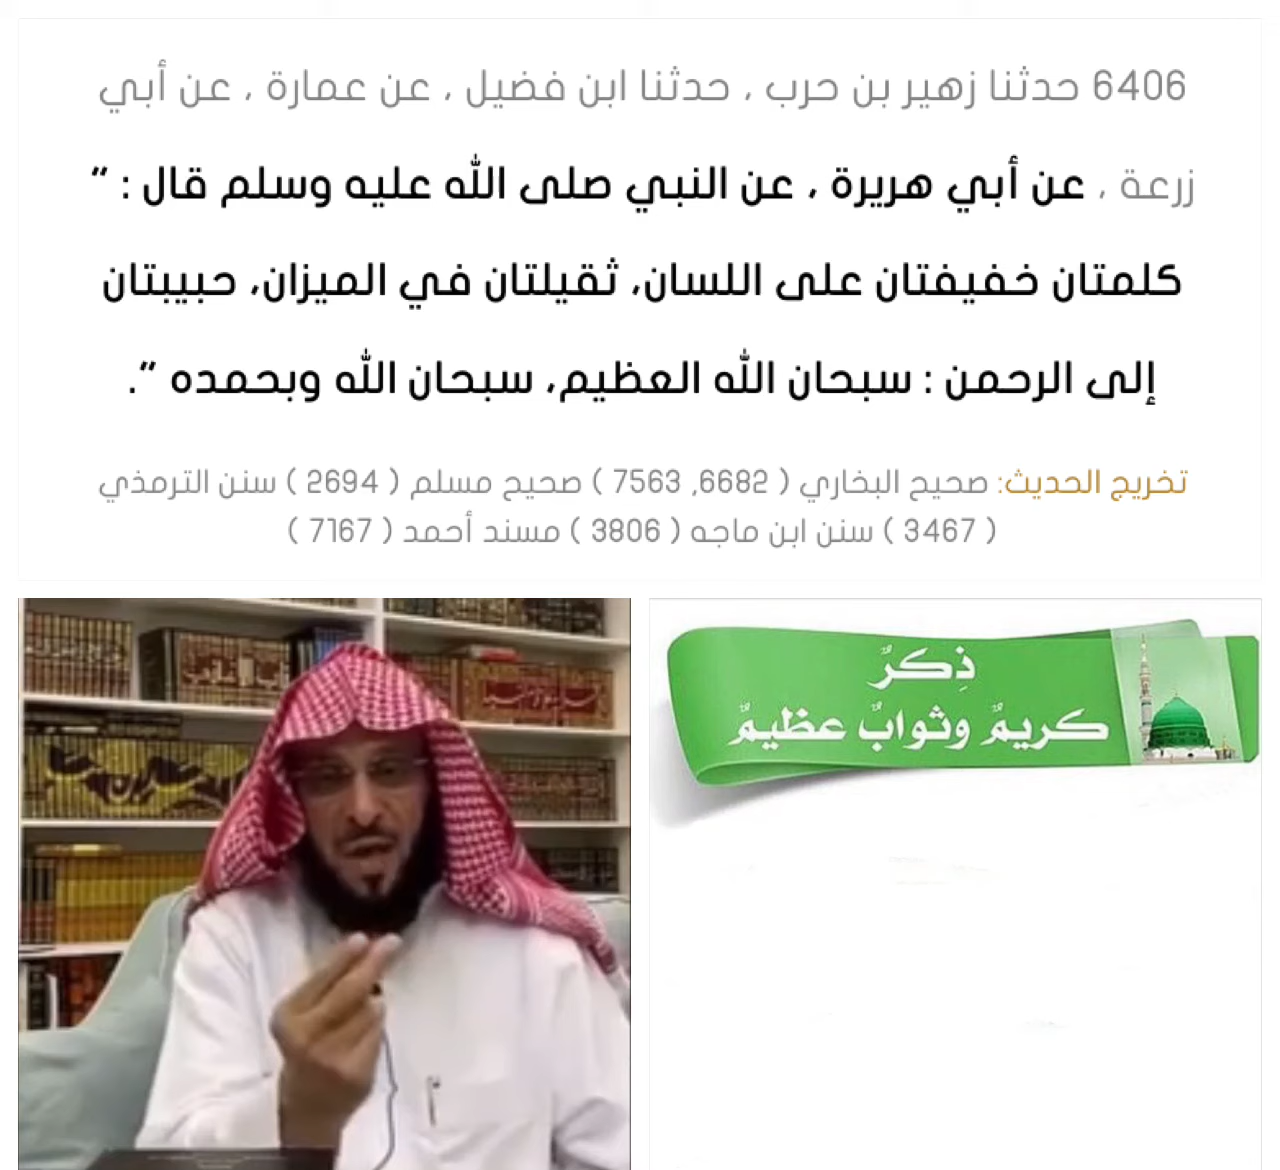 6406 حدثنا زهير بن حرب ، حدثنا ابن فضيل ، عن عمارة ، عن أبي
زرعة ، عن أبي هريرة ، عن النبي صلى الله عليه وسلم قال : "
كلمتان خفيفتان على اللسان، ثقيلتان في الميزان، حبيبتان
إلى الرحمن : سبحان الله العظيم، سبحان الله وبحمده ".
تخريج الحديث: صحيح البخاري ( 6682, 7563 ) صحيح مسلم ( 2694 ) سنن الترمذي
( 3467 ) سنن ابن ماجه ( 3806 ) مسند أحمد ( 7167 )
ذِكرٌ
كريمٌ وثوابٌ عظيمٌ